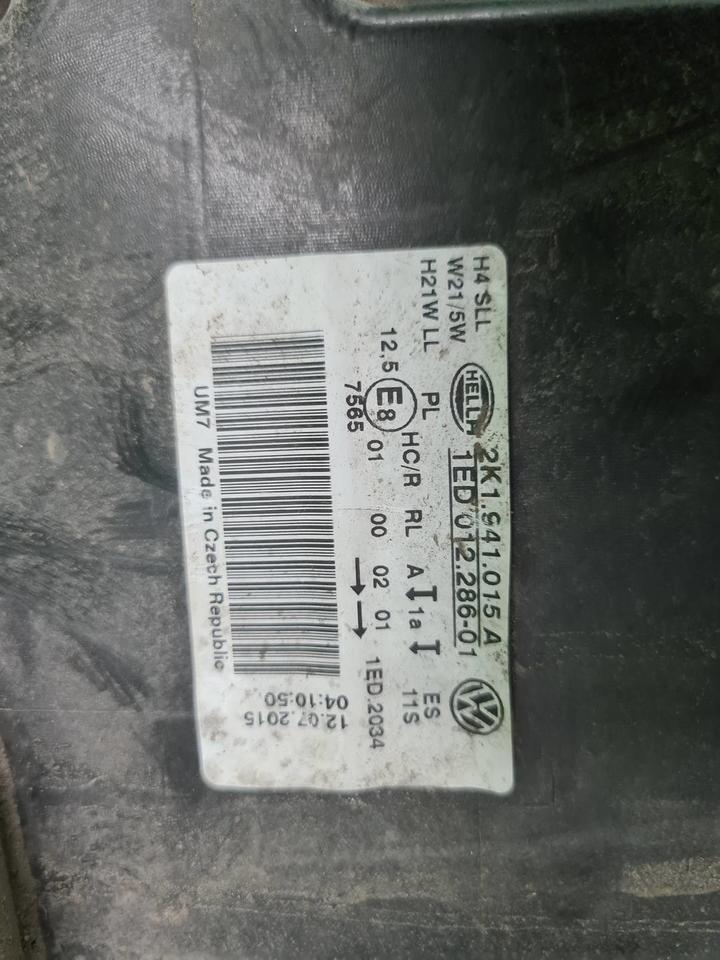 H4 SLL
W21/5W
H21W LL
HELLA
2K1.941.015 A
1ED 012.286-01
PL HC/R RL A 1a ES
11S
12,5 E8 01 00 02 01 1ED.2034
7565
12.07.2015
04:10:50
UM7 Made in Czech Republic